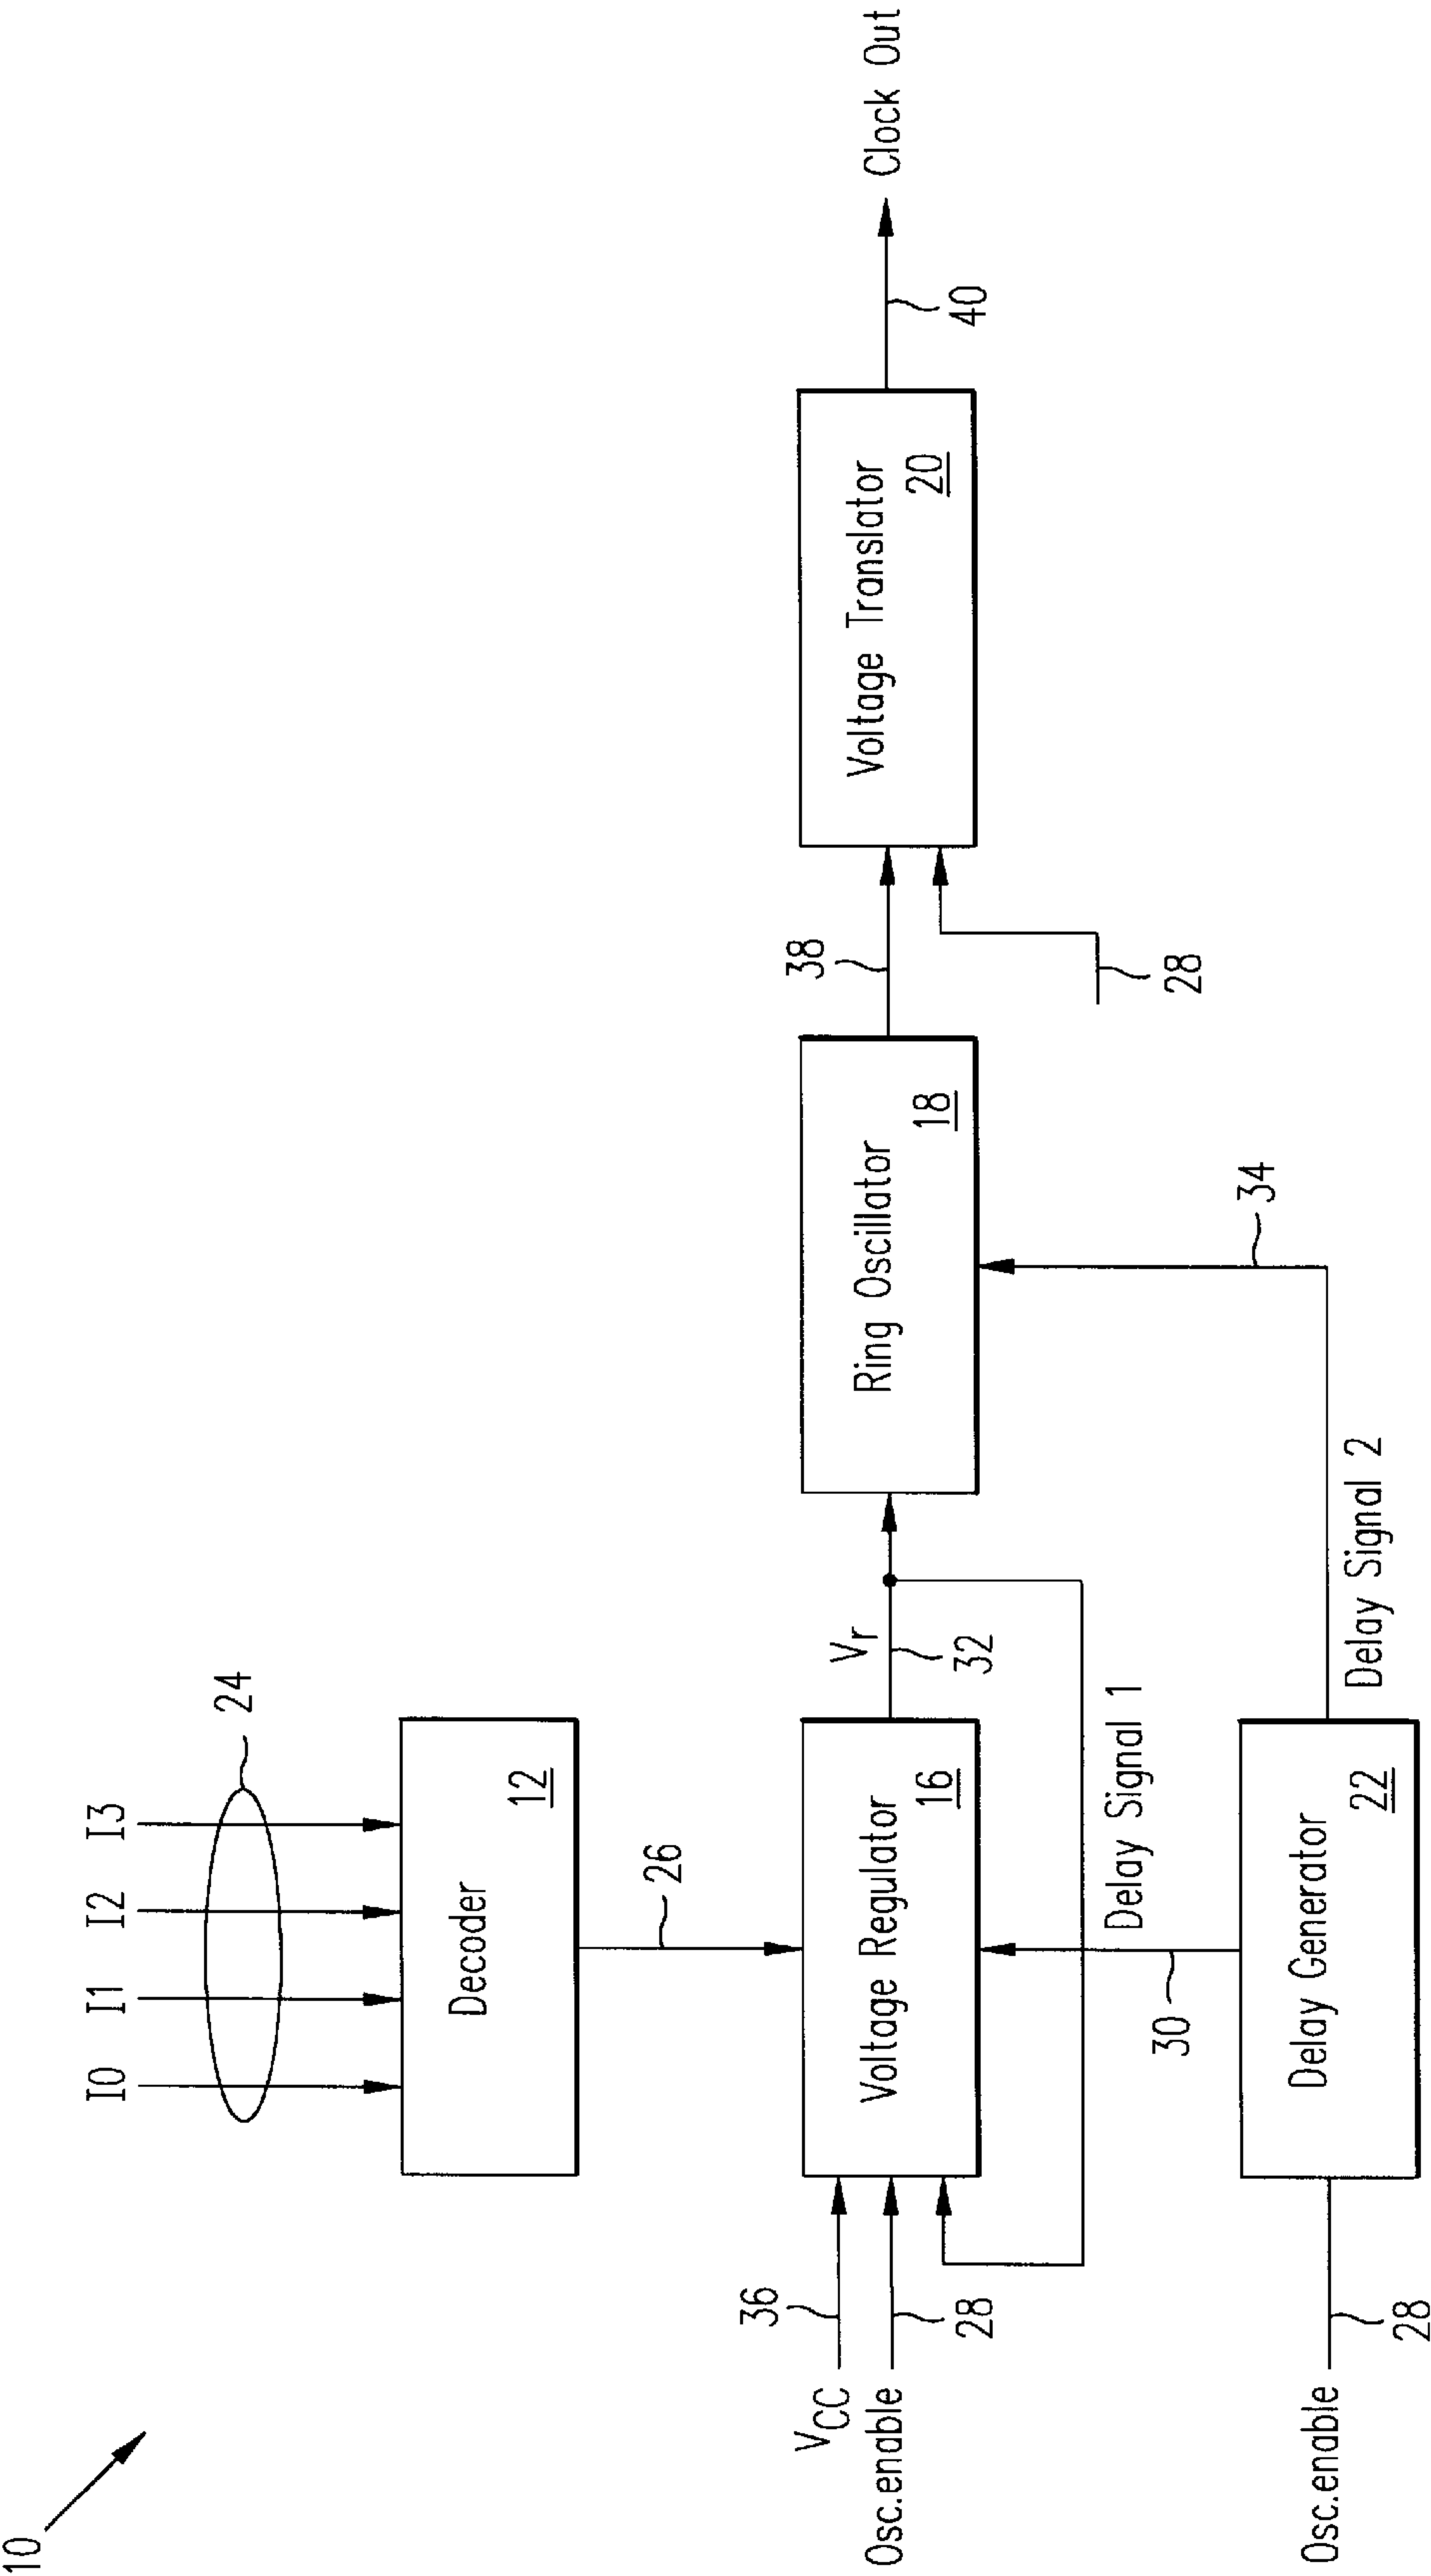 10
I0
I1
I2
I3
24
Decoder
12
26
VCC
36
Osc.enable
28
Voltage Regulator
16
Vr
32
Ring Oscillator
18
38
28
Voltage Translator
20
40
Clock Out
Delay Signal 1
30
Osc.enable
28
Delay Generator
22
Delay Signal 2
34